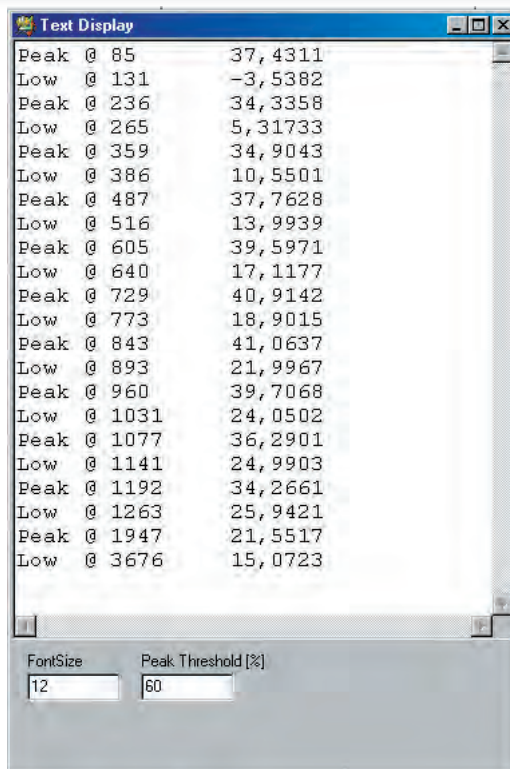 Text Display
Peak @ 85 37,4311
Low @ 131 -3,5382
Peak @ 236 34,3358
Low @ 265 5,31733
Peak @ 359 34,9043
Low @ 386 10,5501
Peak @ 487 37,7628
Low @ 516 13,9939
Peak @ 605 39,5971
Low @ 640 17,1177
Peak @ 729 40,9142
Low @ 773 18,9015
Peak @ 843 41,0637
Low @ 893 21,9967
Peak @ 960 39,7068
Low @ 1031 24,0502
Peak @ 1077 36,2901
Low @ 1141 24,9903
Peak @ 1192 34,2661
Low @ 1263 25,9421
Peak @ 1947 21,5517
Low @ 3676 15,0723
FontSize Peak Threshold [%]
12 60